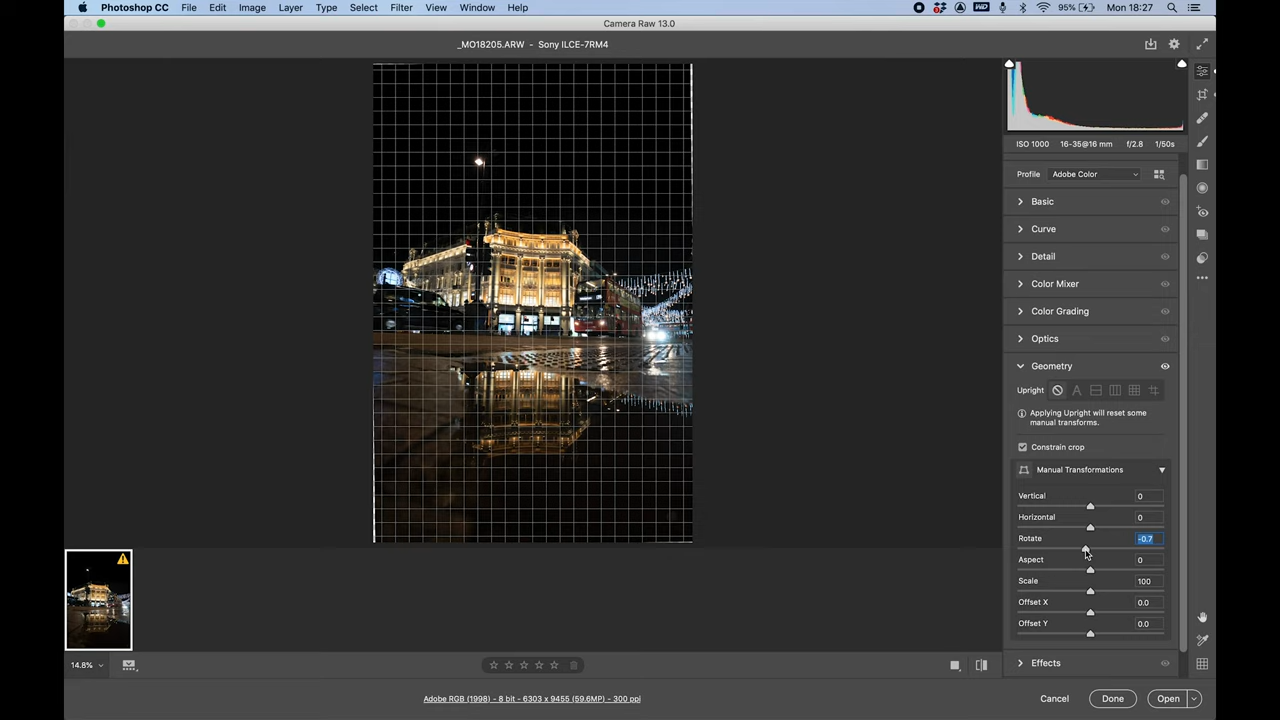 Photoshop CC File Edit Image Layer Type Select Filter View Window Help 95% Mon 18:27
Camera Raw 13.0
_MO18205.ARW - Sony ILCE-7RM4
ISO 1000 16-35@16 mm f/2.8 1/50s
Profile Adobe Color
Basic
Curve
Detail
Color Mixer
Color Grading
Optics
Geometry
Upright A
Applying Upright will reset some
manual transforms.
Constrain crop
Manual Transformations
Vertical 0
Horizontal 0
Rotate -0.7
Aspect 0
Scale 100
Offset X 0.0
Offset Y 0.0
Effects
14.8%
Adobe RGB (1998) - 8 bit - 6303 x 9455 (59.6MP) - 300 ppi
Cancel Done Open